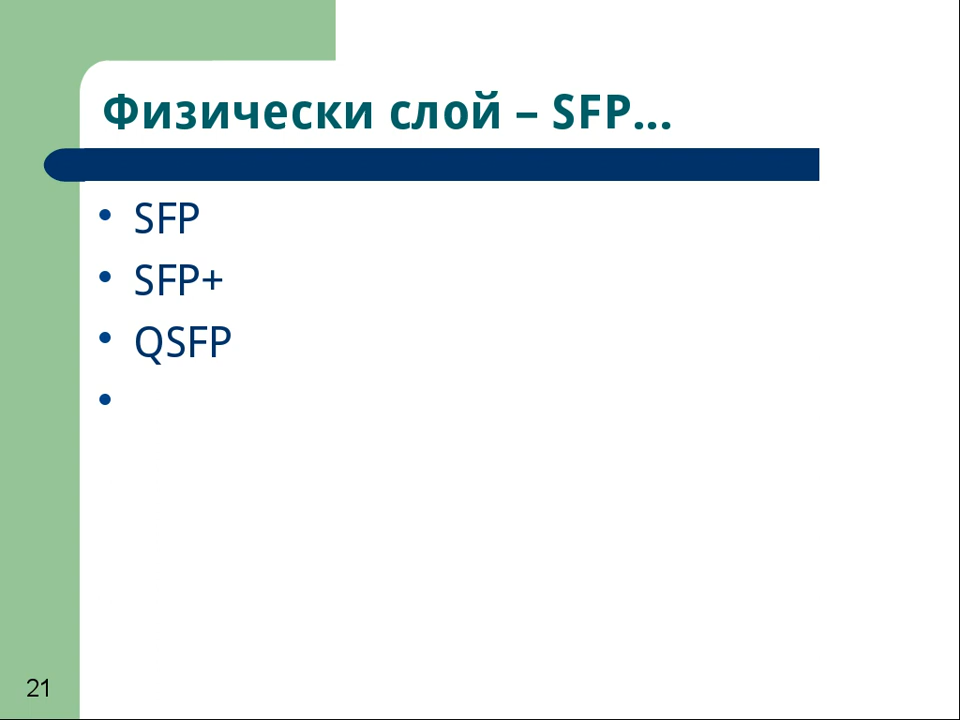 Физически слой – SFP...
• SFP
• SFP+
• QSFP
•
21